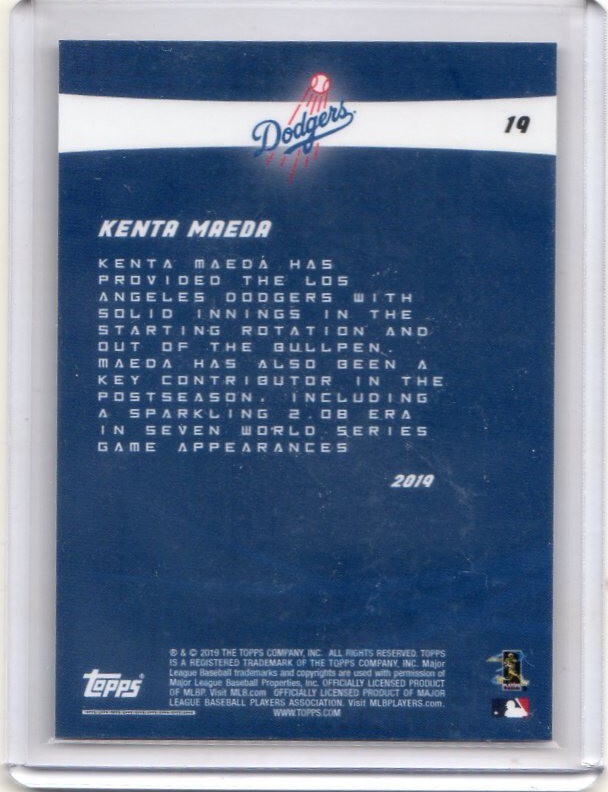 Dodgers
19
KENTA MAEDA
KENTA MAEDA HAS
PROVIDED THE LOS
ANGELES DODGERS WITH
SOLID INNINGS IN THE
STARTING ROTATION AND
OUT OF THE BULLPEN.
MAEDA HAS ALSO BEEN A
KEY CONTRIBUTOR IN THE
POSTSEASON, INCLUDING
A SPARKLING 2.08 ERA
IN SEVEN WORLD SERIES
GAME APPEARANCES
2019
® & © 2019 THE TOPPS COMPANY, INC. ALL RIGHTS RESERVED. TOPPS
IS A REGISTERED TRADEMARK OF THE TOPPS COMPANY, INC. Major
League Baseball trademarks and copyrights are used with permission of
Major League Baseball Properties, Inc. OFFICIALLY LICENSED PRODUCT
OF MLBP. Visit MLB.com OFFICIALLY LICENSED PRODUCT OF MAJOR
LEAGUE BASEBALL PLAYERS ASSOCIATION. Visit MLBPLAYERS.com.
WWW.TOPPS.COM
topps
PLAYERS